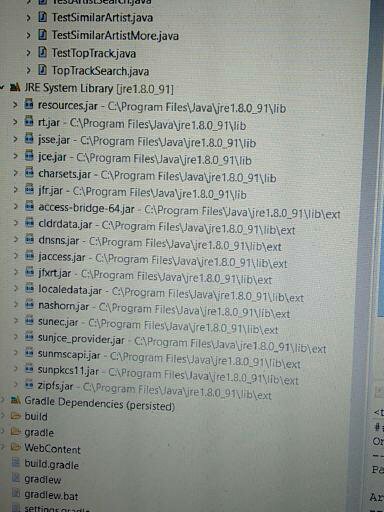 TestArtistSearch.java
TestSimilarArtist.java
TestSimilarArtistMore.java
TestTopTrack.java
TopTrackSearch.java
JRE System Library [jre1.8.0_91]
resources.jar - C:\Program Files\Java\jre1.8.0_91\lib
rt.jar - C:\Program Files\Java\jre1.8.0_91\lib
jsse.jar - C:\Program Files\Java\jre1.8.0_91\lib
jce.jar - C:\Program Files\Java\jre1.8.0_91\lib
charsets.jar - C:\Program Files\Java\jre1.8.0_91\lib
jfr.jar - C:\Program Files\Java\jre1.8.0_91\lib
access-bridge-64.jar - C:\Program Files\Java\jre1.8.0_91\lib\ext
cldrdata.jar - C:\Program Files\Java\jre1.8.0_91\lib\ext
dnsns.jar - C:\Program Files\Java\jre1.8.0_91\lib\ext
jaccess.jar - C:\Program Files\Java\jre1.8.0_91\lib\ext
jfxrt.jar - C:\Program Files\Java\jre1.8.0_91\lib\ext
localedata.jar - C:\Program Files\Java\jre1.8.0_91\lib\ext
nashorn.jar - C:\Program Files\Java\jre1.8.0_91\lib\ext
sunec.jar - C:\Program Files\Java\jre1.8.0_91\lib\ext
sunjce_provider.jar - C:\Program Files\Java\jre1.8.0_91\lib\ext
sunmscapi.jar - C:\Program Files\Java\jre1.8.0_91\lib\ext
sunpkcs11.jar - C:\Program Files\Java\jre1.8.0_91\lib\ext
zipfs.jar - C:\Program Files\Java\jre1.8.0_91\lib\ext
Gradle Dependencies (persisted)
build
gradle
WebContent
build.gradle
gradlew
gradlew.bat
settings.gradle
<t
##
Or
--
Pa
Ar